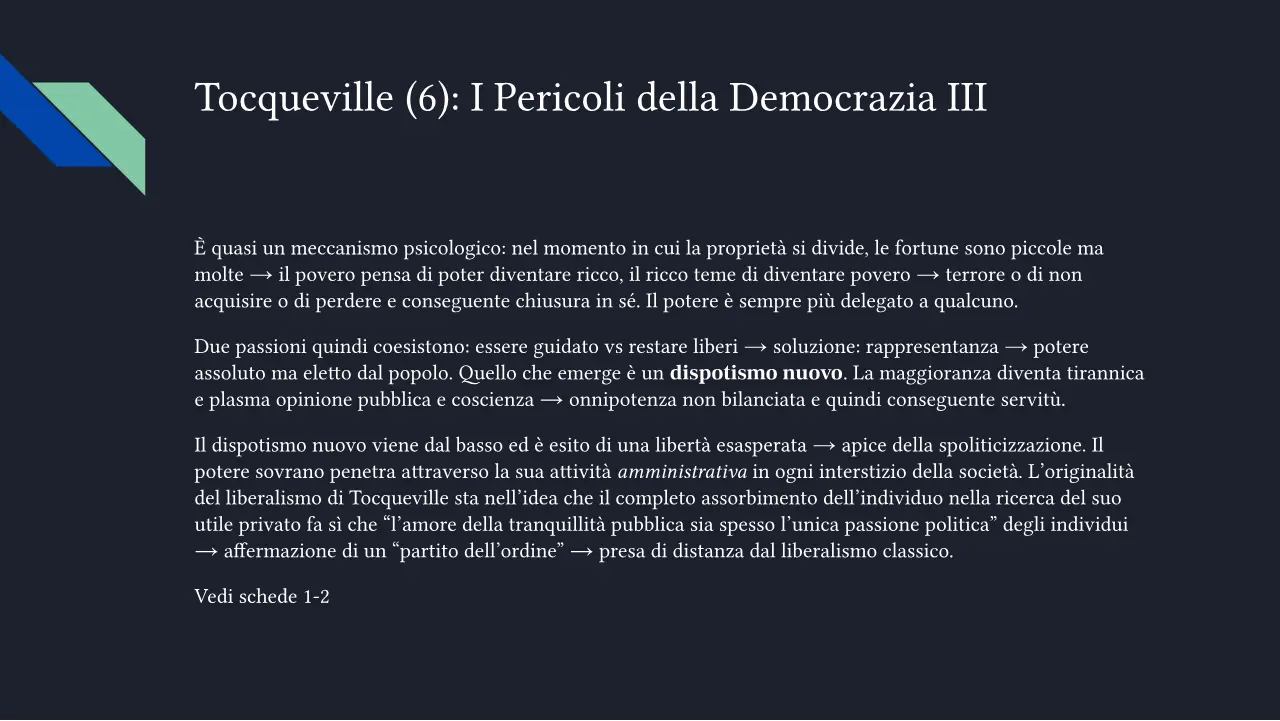 Tocqueville (6): I Pericoli della Democrazia III
È quasi un meccanismo psicologico: nel momento in cui la proprietà si divide, le fortune sono piccole ma
molte → il povero pensa di poter diventare ricco, il ricco teme di diventare povero → terrore o di non
acquisire o di perdere e conseguente chiusura in sé. Il potere è sempre più delegato a qualcuno.
Due passioni quindi coesistono: essere guidato vs restare liberi → soluzione: rappresentanza → potere
assoluto ma eletto dal popolo. Quello che emerge è un dispotismo nuovo. La maggioranza diventa tirannica
e plasma opinione pubblica e coscienza → onnipotenza non bilanciata e quindi conseguente servitù.
Il dispotismo nuovo viene dal basso ed è esito di una libertà esasperata → apice della spoliticizzazione. Il
potere sovrano penetra attraverso la sua attività amministrativa in ogni interstizio della società. L’originalità
del liberalismo di Tocqueville sta nell’idea che il completo assorbimento dell’individuo nella ricerca del suo
utile privato fa sì che “l’amore della tranquillità pubblica sia spesso l’unica passione politica” degli individui
→ affermazione di un “partito dell’ordine” → presa di distanza dal liberalismo classico.
Vedi schede 1-2